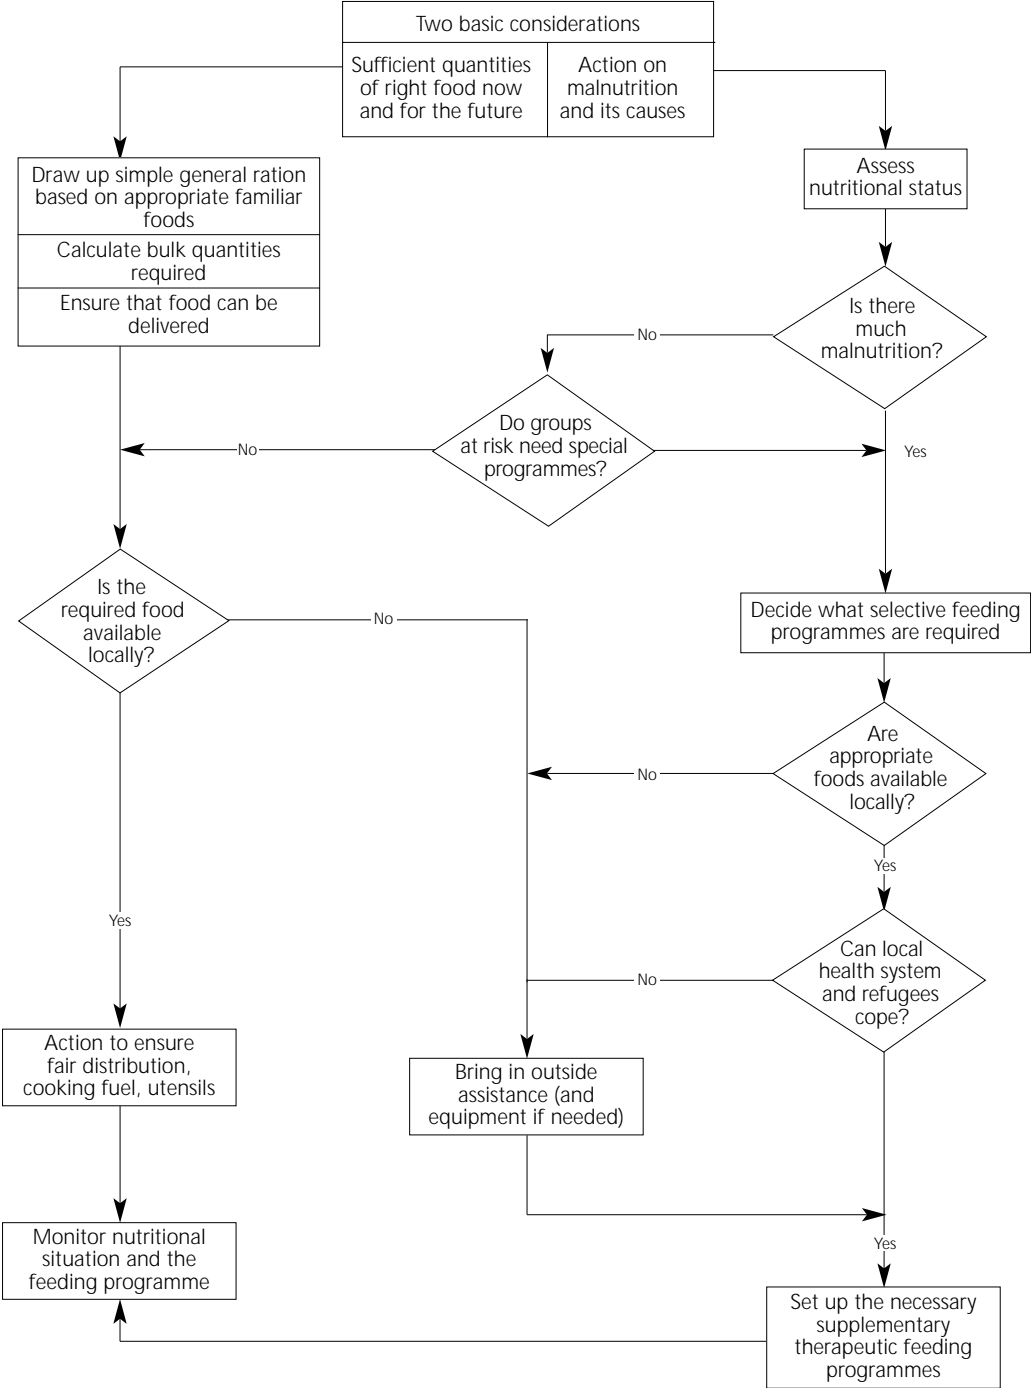 Two basic considerations
Sufficient quantities
of right food now
and for the future
Action on
malnutrition
and its causes
Draw up simple general ration
based on appropriate familiar
foods
Calculate bulk quantities
required
Ensure that food can be
delivered
Assess
nutritional status
Is there
much
malnutrition?
No
Do groups
at risk need special
programmes?
No
Yes
Is the
required food
available
locally?
No
Decide what selective feeding
programmes are required
Are
appropriate
foods available
locally?
No
Yes
Yes
Can local
health system
and refugees
cope?
No
Action to ensure
fair distribution,
cooking fuel, utensils
Bring in outside
assistance (and
equipment if needed)
Monitor nutritional
situation and the
feeding programme
Yes
Set up the necessary
supplementary
therapeutic feeding
programmes